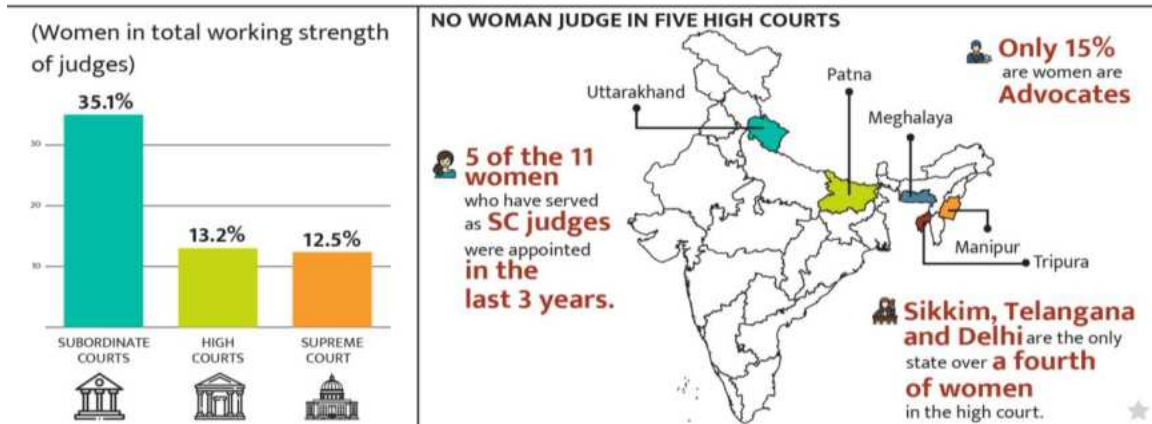 (Women in total working strength
of judges)
35.1%
13.2%
12.5%
30
20
10
SUBORDINATE
COURTS
HIGH
COURTS
SUPREME
COURT
NO WOMAN JUDGE IN FIVE HIGH COURTS
Uttarakhand
Patna
Meghalaya
Manipur
Tripura
Only 15%
are women are
Advocates
5 of the 11
women
who have served
as SC judges
were appointed
in the
last 3 years.
Sikkim, Telangana
and Delhi are the only
state over a fourth
of women
in the high court.